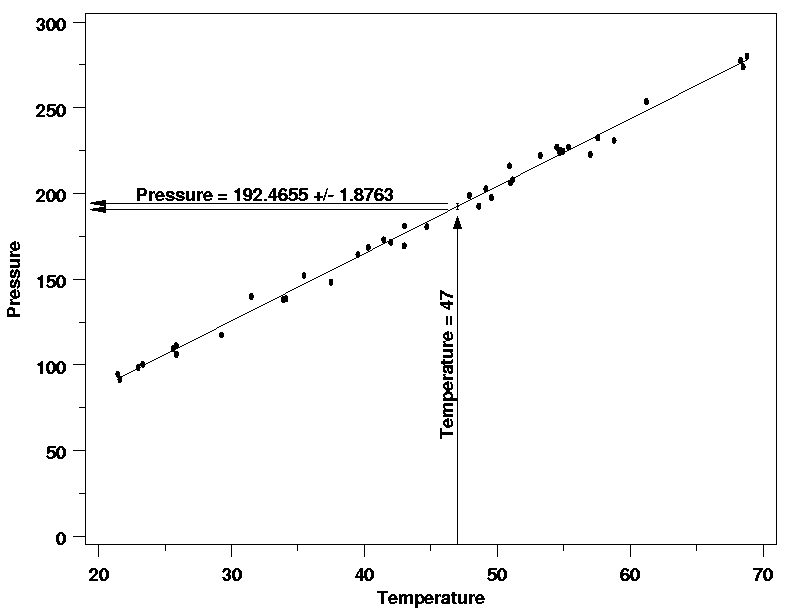 300
250
200
150
100
50
0
Pressure
Pressure = 192.4655 +/- 1.8763
Temperature = 47
20 30 40 50 60 70
Temperature